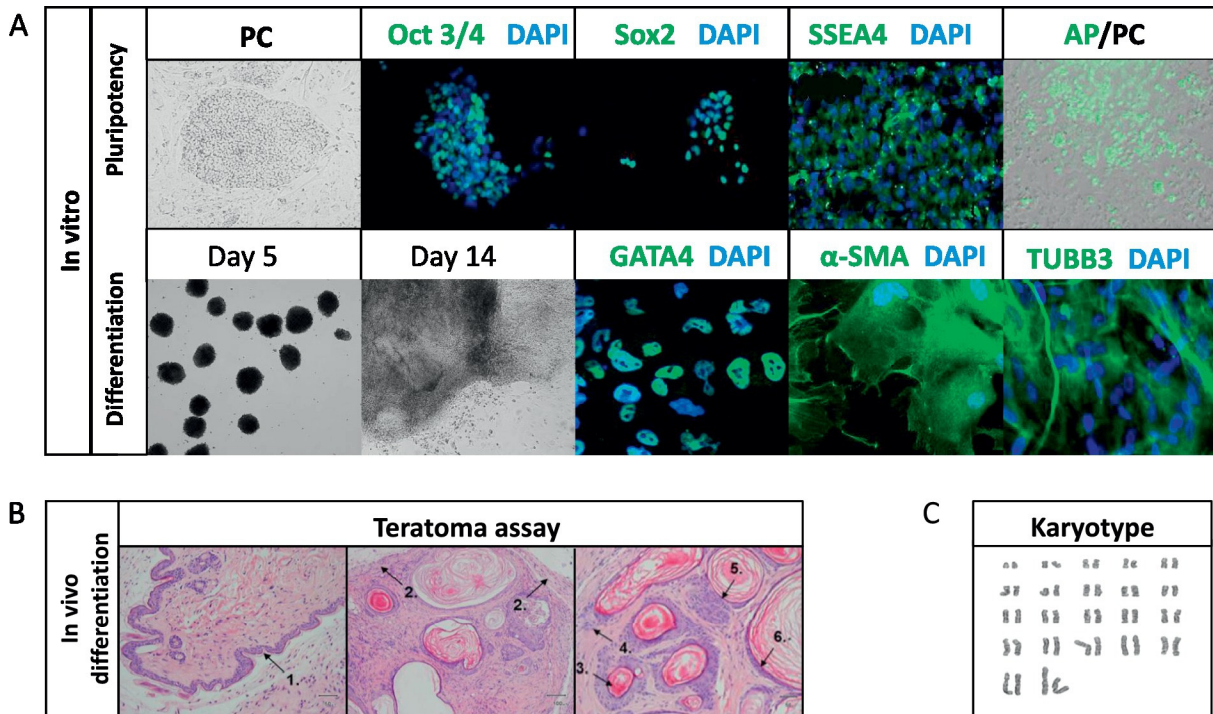 A
In vitro
Pluripotency
PC
Oct 3/4 DAPI
Sox2 DAPI
SSEA4 DAPI
AP/PC
Differentiation
Day 5
Day 14
GATA4 DAPI
α-SMA DAPI
TUBB3 DAPI
B
In vivo
differentiation
Teratoma assay
1.
2.
2.
3.
4.
5.
6.
C
Karyotype